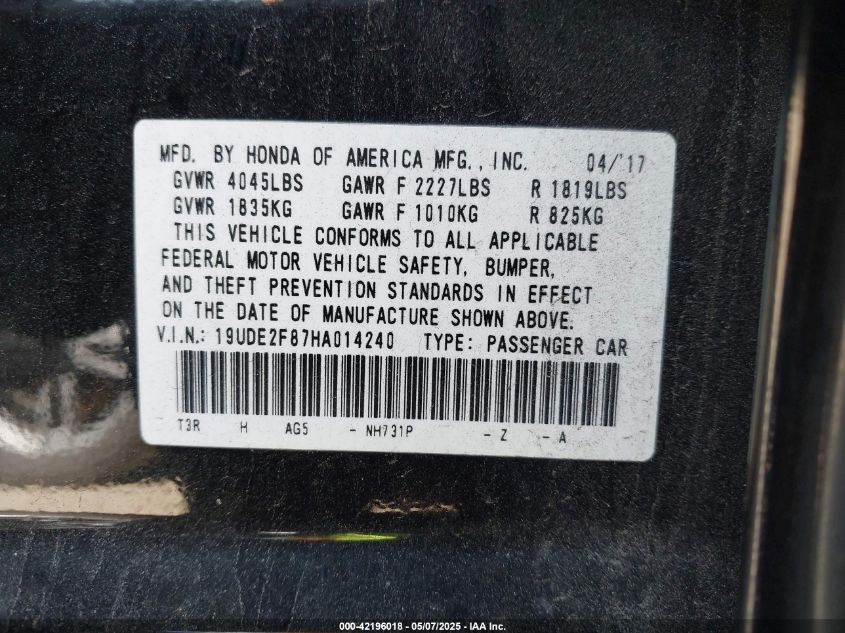 MFD. BY HONDA OF AMERICA MFG., INC. 04/'17
GVWR 4045LBS GAWR F 2227LBS R 1819LBS
GVWR 1835KG GAWR F 1010KG R 825KG
THIS VEHICLE CONFORMS TO ALL APPLICABLE
FEDERAL MOTOR VEHICLE SAFETY, BUMPER,
AND THEFT PREVENTION STANDARDS IN EFFECT
ON THE DATE OF MANUFACTURE SHOWN ABOVE.
V.I.N.: 19UDE2F87HA014240 TYPE: PASSENGER CAR
T3R H AG5 - NH731P - Z - A
000-42196018 - 05/07/2025 - IAA Inc.